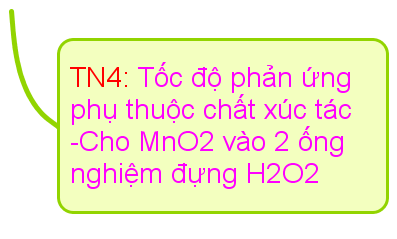 TN4: Tốc độ phản ứng
phụ thuộc chất xúc tác
-Cho MnO2 vào 2 ống
nghiệm đựng H2O2